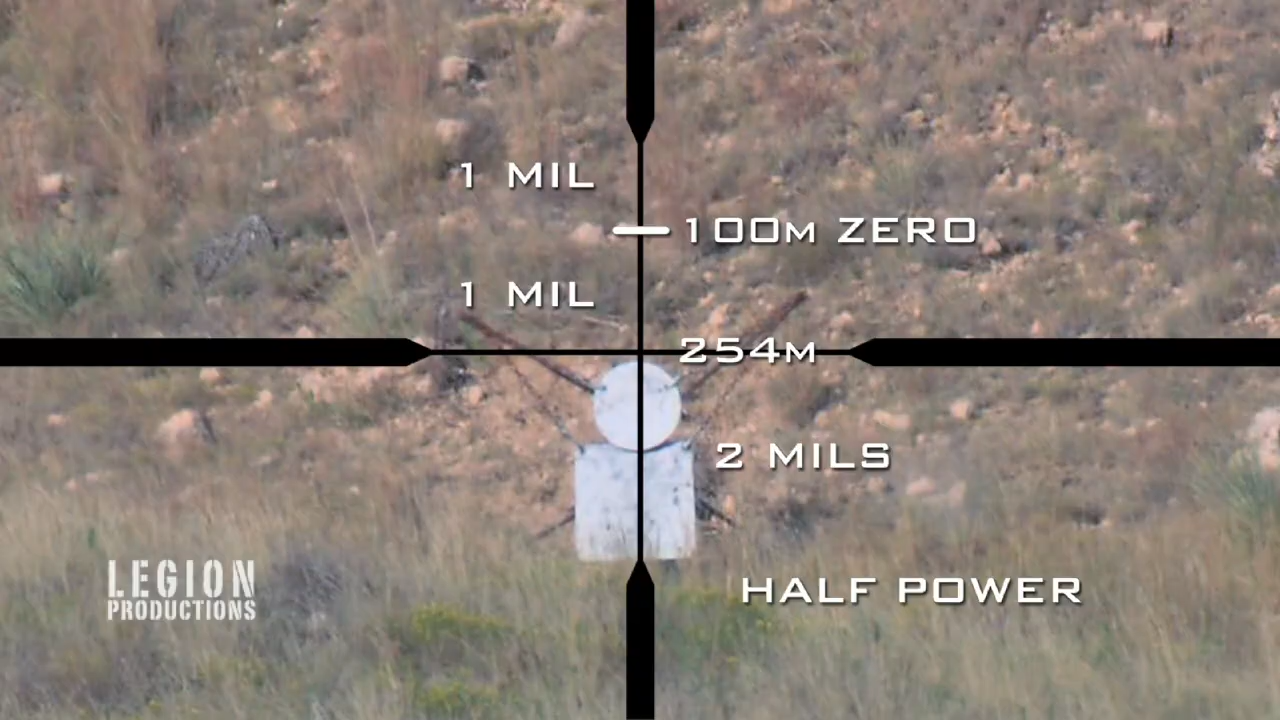 1 MIL
100M ZERO
1 MIL
254M
2 MILS
HALF POWER
LEGION
PRODUCTIONS